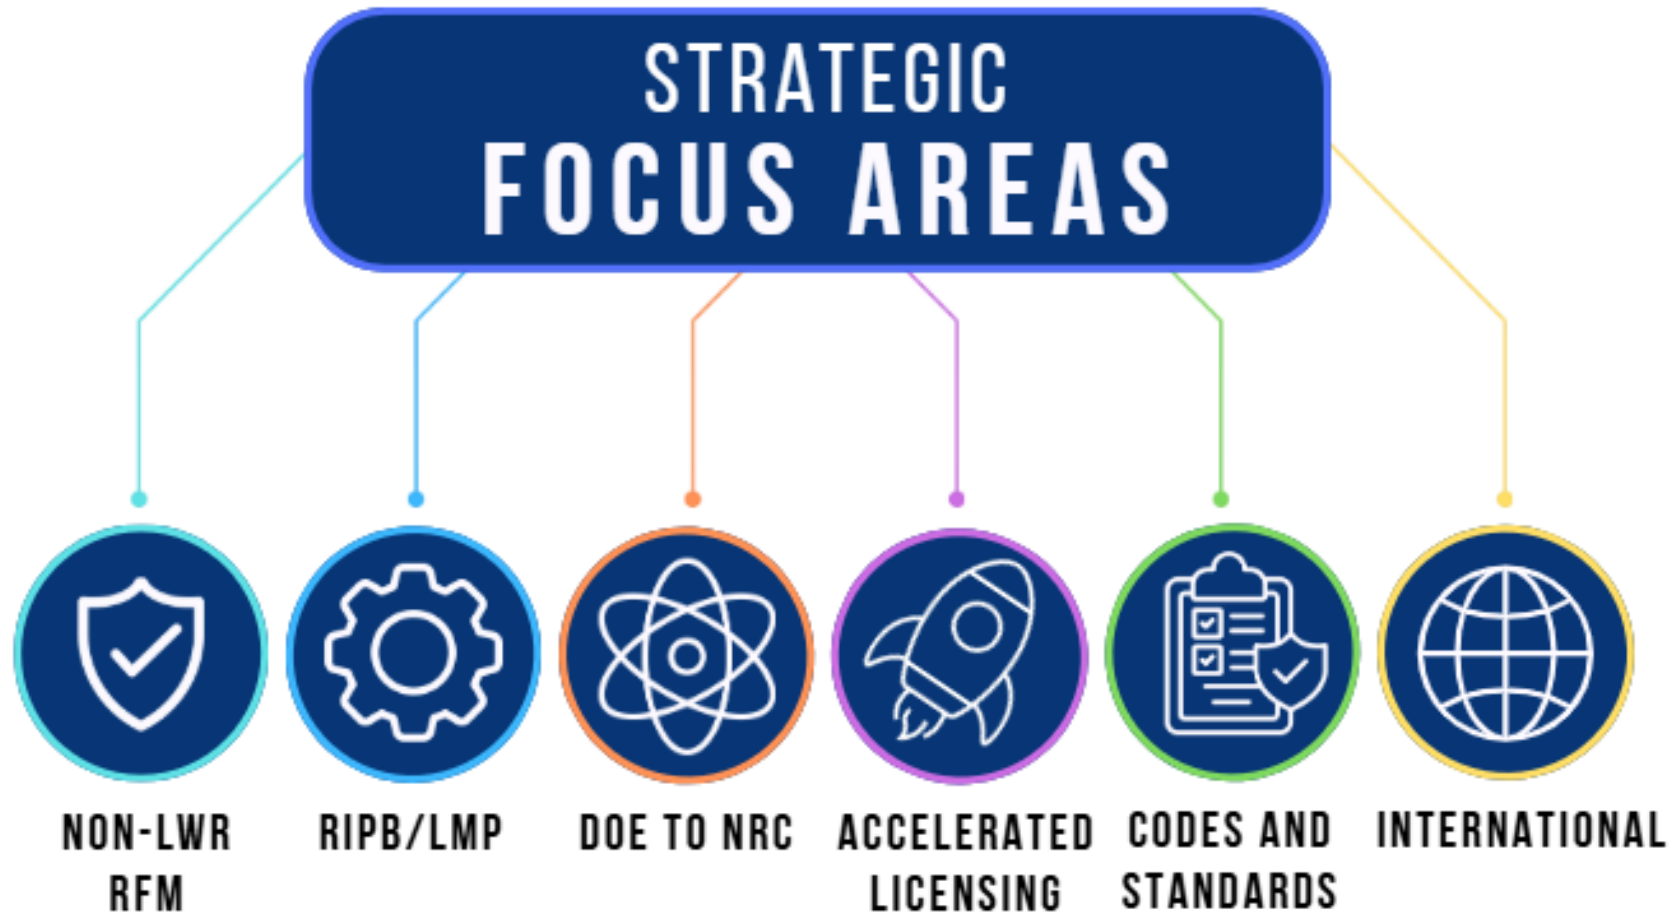 STRATEGIC
FOCUS AREAS
NON-LWR
RFM
RIPB/LMP
DOE TO NRC
ACCELERATED
LICENSING
CODES AND
STANDARDS
INTERNATIONAL